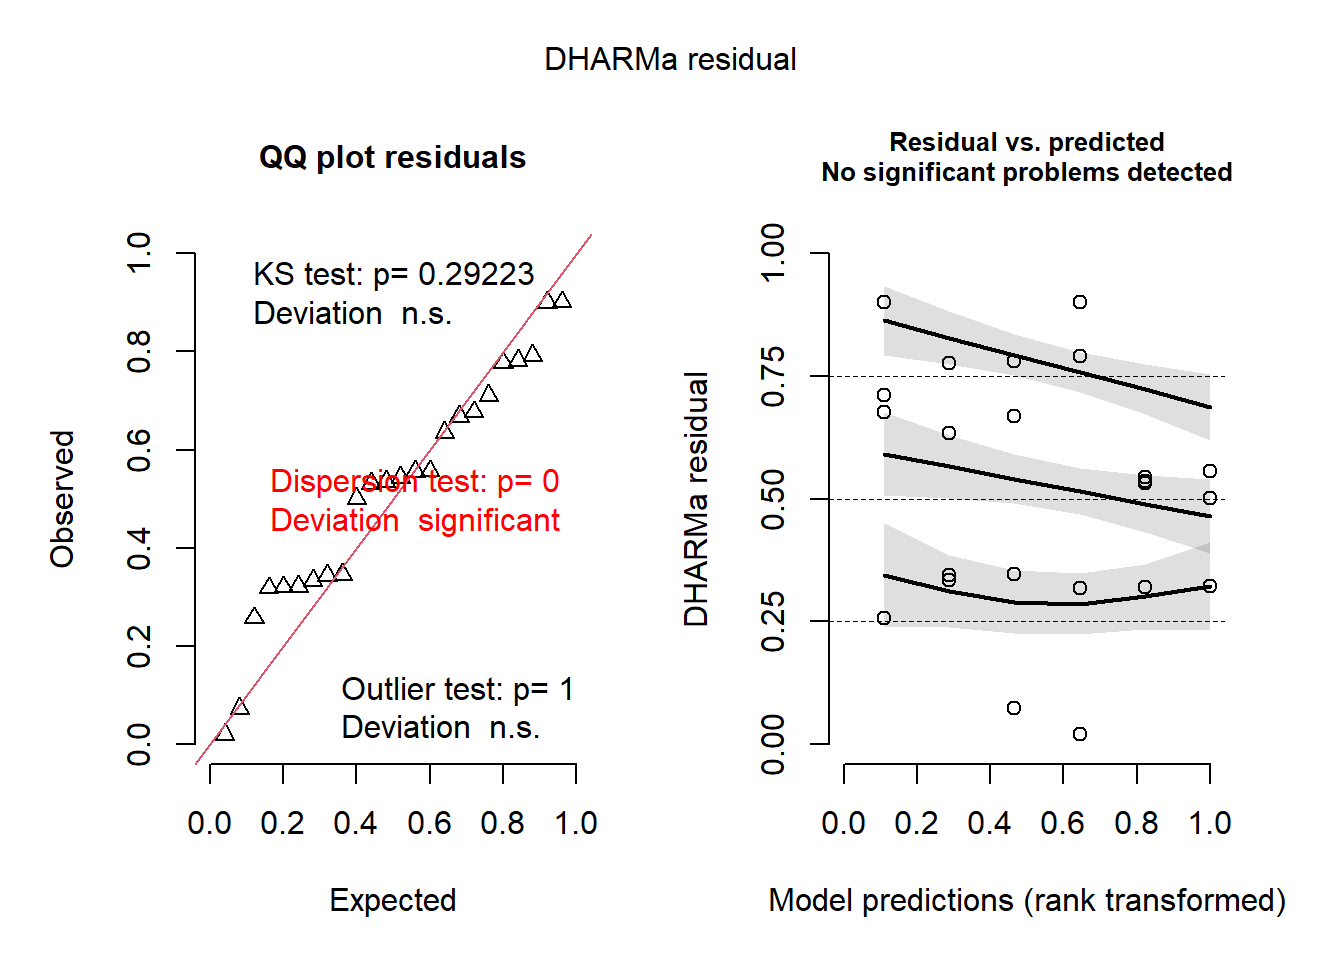 DHARMa residual
QQ plot residuals
KS test: p= 0.29223
Deviation  n.s.
Dispersion test: p= 0
Deviation  significant
Outlier test: p= 1
Deviation  n.s.
Observed
0.0 0.2 0.4 0.6 0.8 1.0
0.0 0.2 0.4 0.6 0.8 1.0
Expected
Residual vs. predicted
No significant problems detected
DHARMa residual
0.00 0.25 0.50 0.75 1.00
0.0 0.2 0.4 0.6 0.8 1.0
Model predictions (rank transformed)